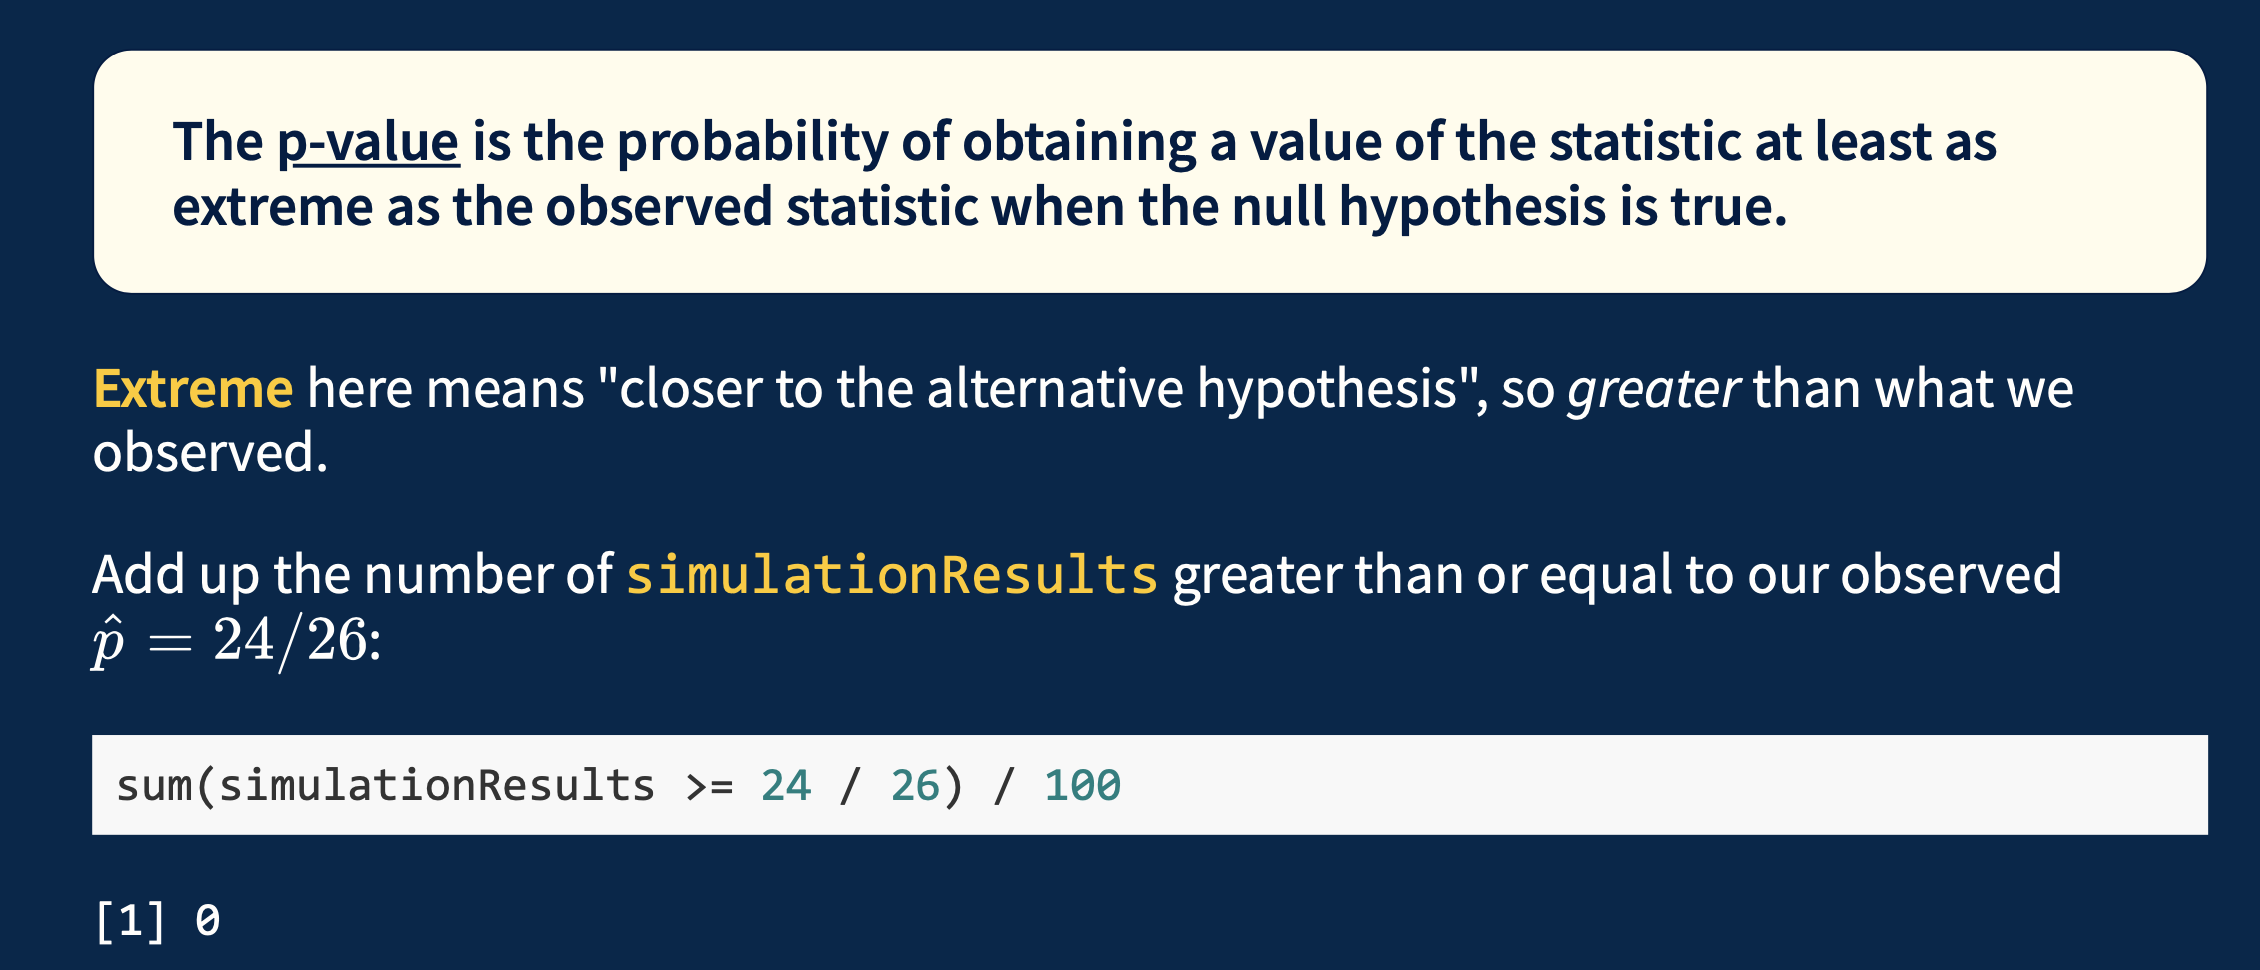 The p-value is the probability of obtaining a value of the statistic at least as
extreme as the observed statistic when the null hypothesis is true.
Extreme here means "closer to the alternative hypothesis", so greater than what we
observed.
Add up the number of simulationResults greater than or equal to our observed
p̂ = 24/26:
sum(simulationResults >= 24 / 26) / 100
[1] 0